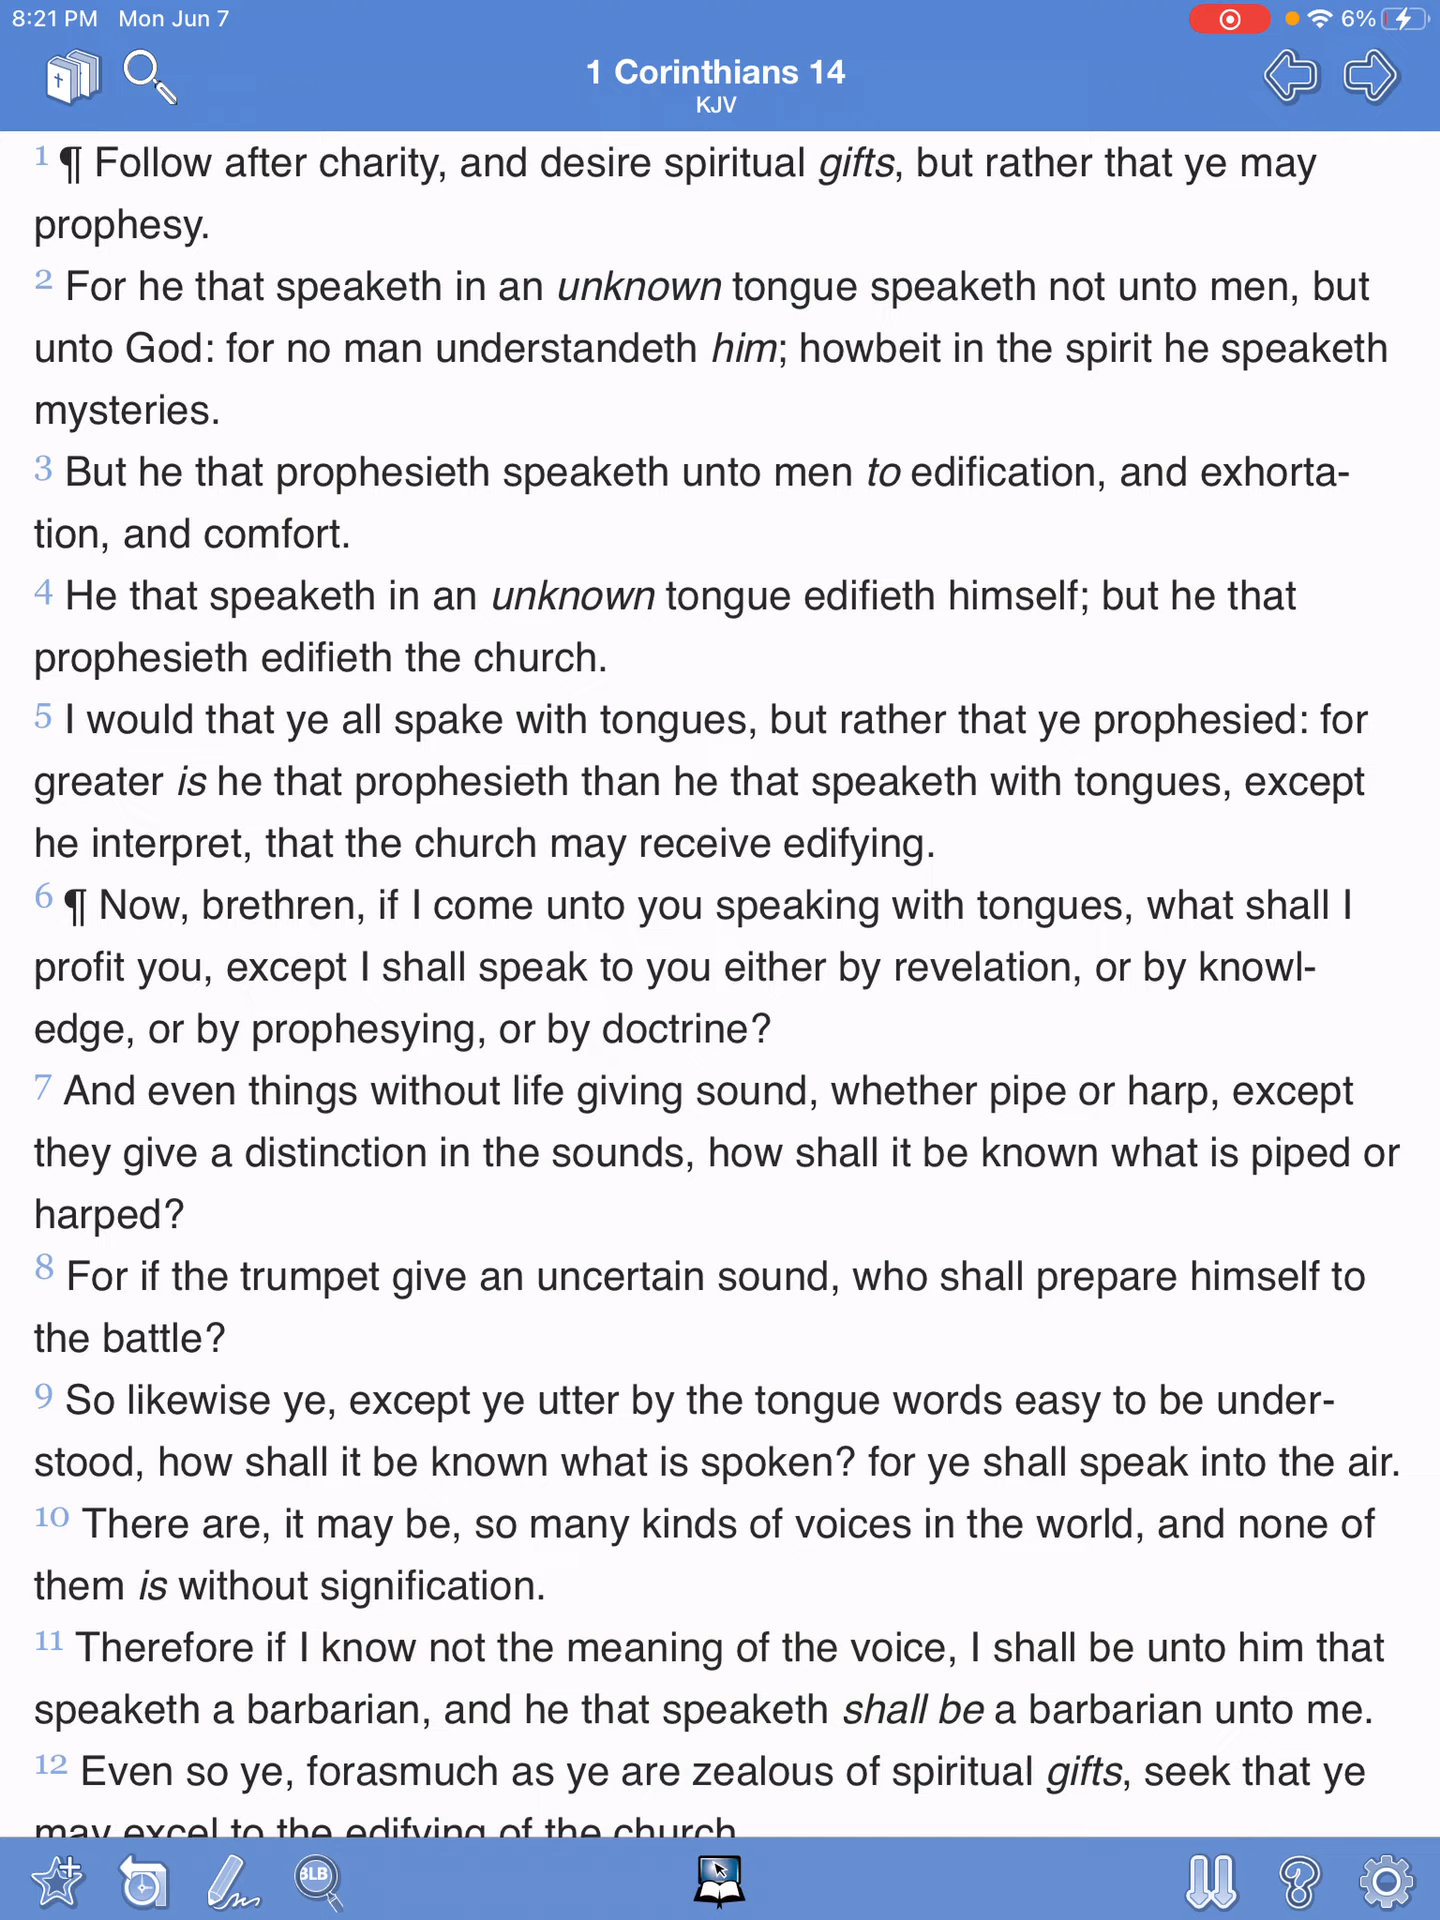 8:21 PM Mon Jun 7
6%
1 Corinthians 14
KJV
1 ¶ Follow after charity, and desire spiritual gifts, but rather that ye may
prophesy.
2 For he that speaketh in an unknown tongue speaketh not unto men, but
unto God: for no man understandeth him; howbeit in the spirit he speaketh
mysteries.
3 But he that prophesieth speaketh unto men to edification, and exhorta-
tion, and comfort.
4 He that speaketh in an unknown tongue edifieth himself; but he that
prophesieth edifieth the church.
5 I would that ye all spake with tongues, but rather that ye prophesied: for
greater is he that prophesieth than he that speaketh with tongues, except
he interpret, that the church may receive edifying.
6 ¶ Now, brethren, if I come unto you speaking with tongues, what shall I
profit you, except I shall speak to you either by revelation, or by knowl-
edge, or by prophesying, or by doctrine?
7 And even things without life giving sound, whether pipe or harp, except
they give a distinction in the sounds, how shall it be known what is piped or
harped?
8 For if the trumpet give an uncertain sound, who shall prepare himself to
the battle?
9 So likewise ye, except ye utter by the tongue words easy to be under-
stood, how shall it be known what is spoken? for ye shall speak into the air.
10 There are, it may be, so many kinds of voices in the world, and none of
them is without signification.
11 Therefore if I know not the meaning of the voice, I shall be unto him that
speaketh a barbarian, and he that speaketh shall be a barbarian unto me.
12 Even so ye, forasmuch as ye are zealous of spiritual gifts, seek that ye
may excel to the edifying of the church
BLB